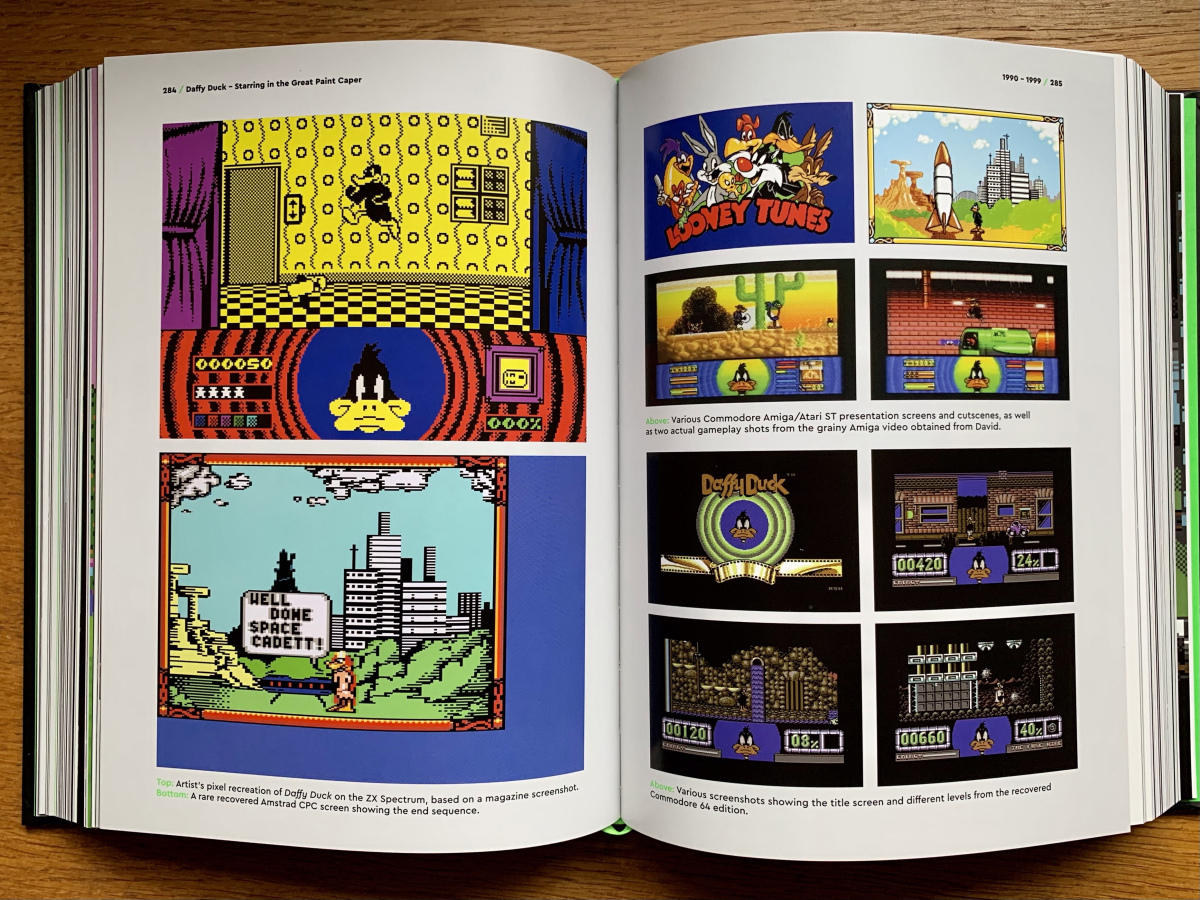 284 / Daffy Duck – Starring in the Great Paint Caper
000050
000%
WELL
DONE
SPACE
CADETT!
Top: Artist's pixel recreation of Daffy Duck on the ZX Spectrum, based on a magazine screenshot.
Bottom: A rare recovered Amstrad CPC screen showing the end sequence.
1990 – 1999 / 285
LOONEY TUNES
Above: Various Commodore Amiga/Atari ST presentation screens and cutscenes, as well
as two actual gameplay shots from the grainy Amiga video obtained from David.
Daffy Duck
00420
24%
00120
08%
00660
40%
Above: Various screenshots showing the title screen and different levels from the recovered
Commodore 64 edition.